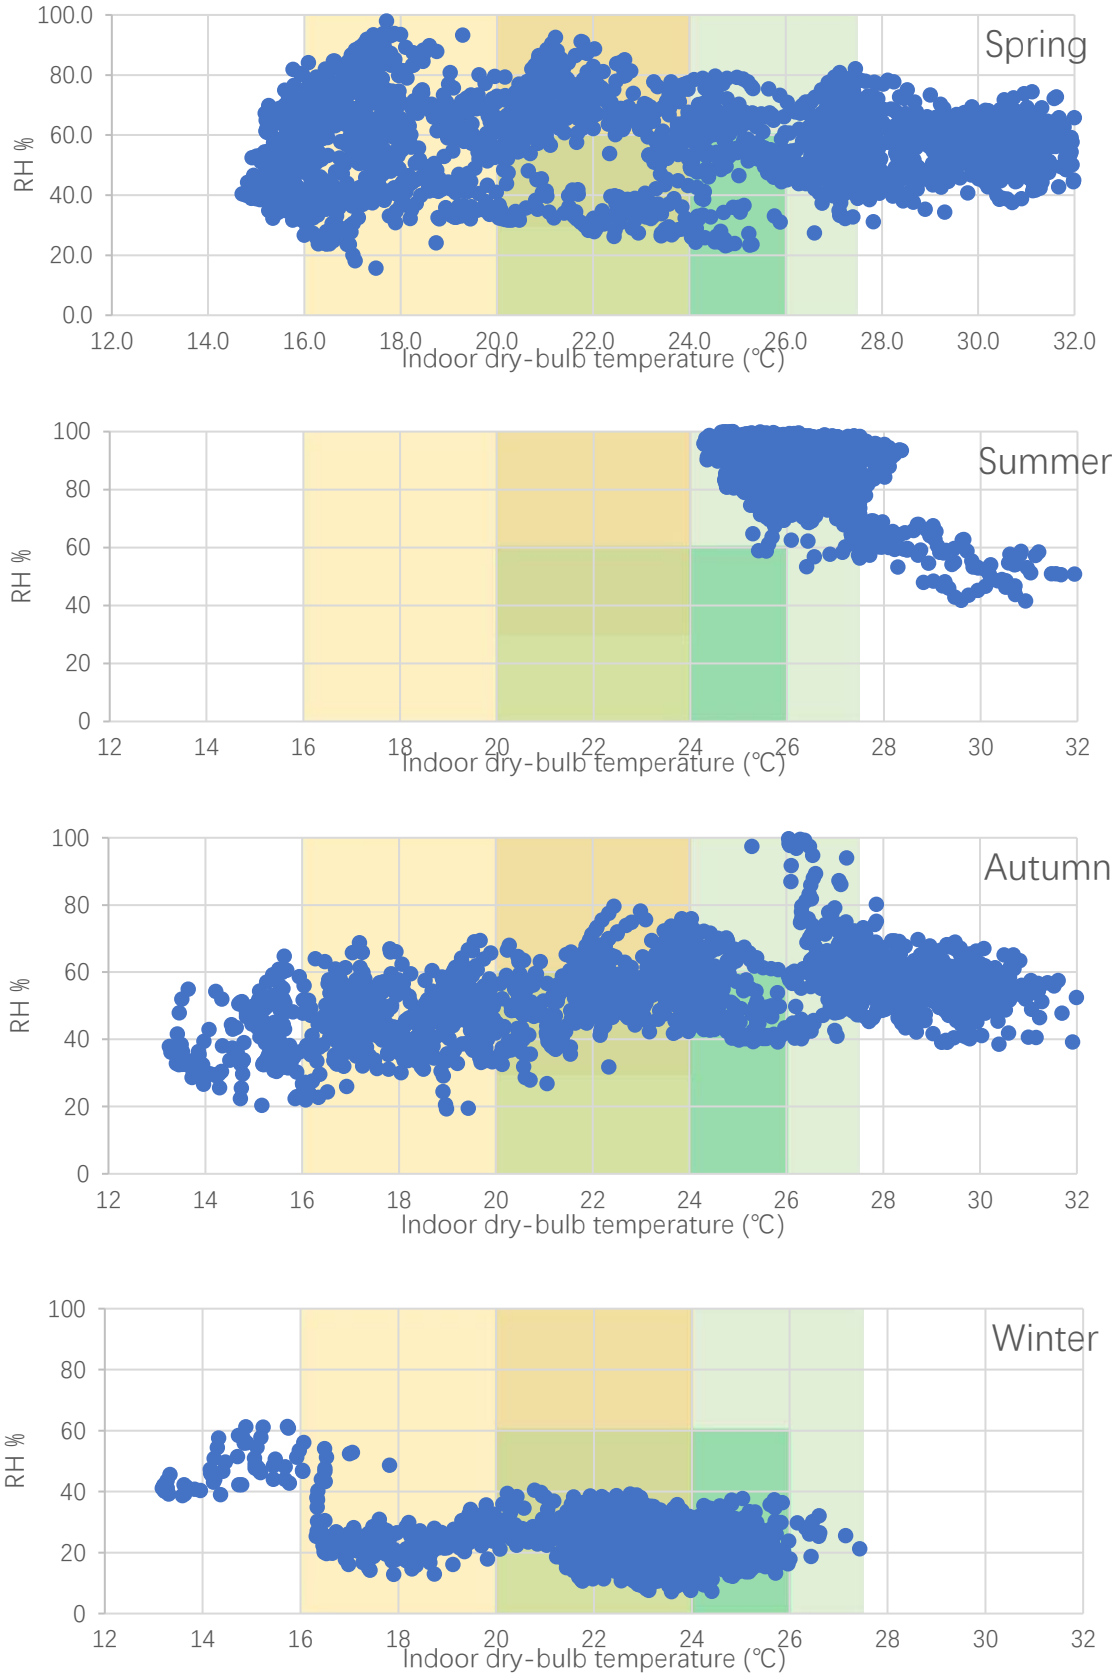 100.0
Spring
80.0
60.0
RH %
40.0
20.0
0.0
12.0 14.0 16.0 18.0 20.0 22.0 24.0 26.0 28.0 30.0 32.0
Indoor dry-bulb temperature (℃)
100
Summer
80
60
RH %
40
20
0
12 14 16 18 20 22 24 26 28 30 32
Indoor dry-bulb temperature (℃)
100
Autumn
80
60
RH %
40
20
0
12 14 16 18 20 22 24 26 28 30 32
Indoor dry-bulb temperature (℃)
100
Winter
80
60
RH %
40
20
0
12 14 16 18 20 22 24 26 28 30 32
Indoor dry-bulb temperature (℃)